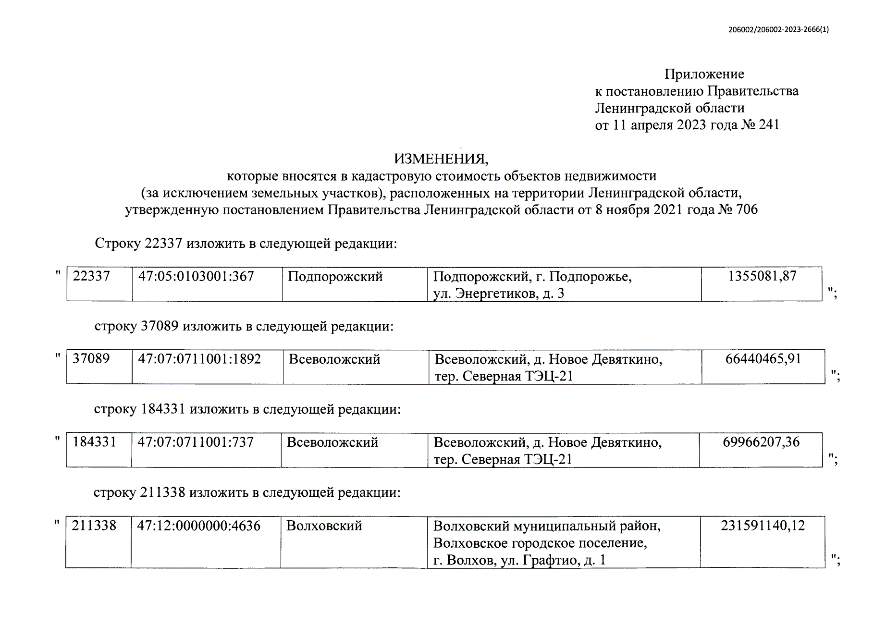 206002/206002-2023-2666(1)
Приложение
к постановлению Правительства
Ленинградской области
от 11 апреля 2023 года № 241
ИЗМЕНЕНИЯ,
которые вносятся в кадастровую стоимость объектов недвижимости
(за исключением земельных участков), расположенных на территории Ленинградской области,
утвержденную постановлением Правительства Ленинградской области от 8 ноября 2021 года № 706
Строку 22337 изложить в следующей редакции:
" 22337 47:05:0103001:367 Подпорожский Подпорожский, г. Подпорожье, 1355081,87
ул. Энергетиков, д. 3 ";
строку 37089 изложить в следующей редакции:
" 37089 47:07:0711001:1892 Всеволожский Всеволожский, д. Новое Девяткино, 66440465,91
тер. Северная ТЭЦ-21 ";
строку 184331 изложить в следующей редакции:
" 184331 47:07:0711001:737 Всеволожский Всеволожский, д. Новое Девяткино, 69966207,36
тер. Северная ТЭЦ-21 ";
строку 211338 изложить в следующей редакции:
" 211338 47:12:0000000:4636 Волховский Волховский муниципальный район, 231591140,12
Волховское городское поселение,
г. Волхов, ул. Графтио, д. 1 ";